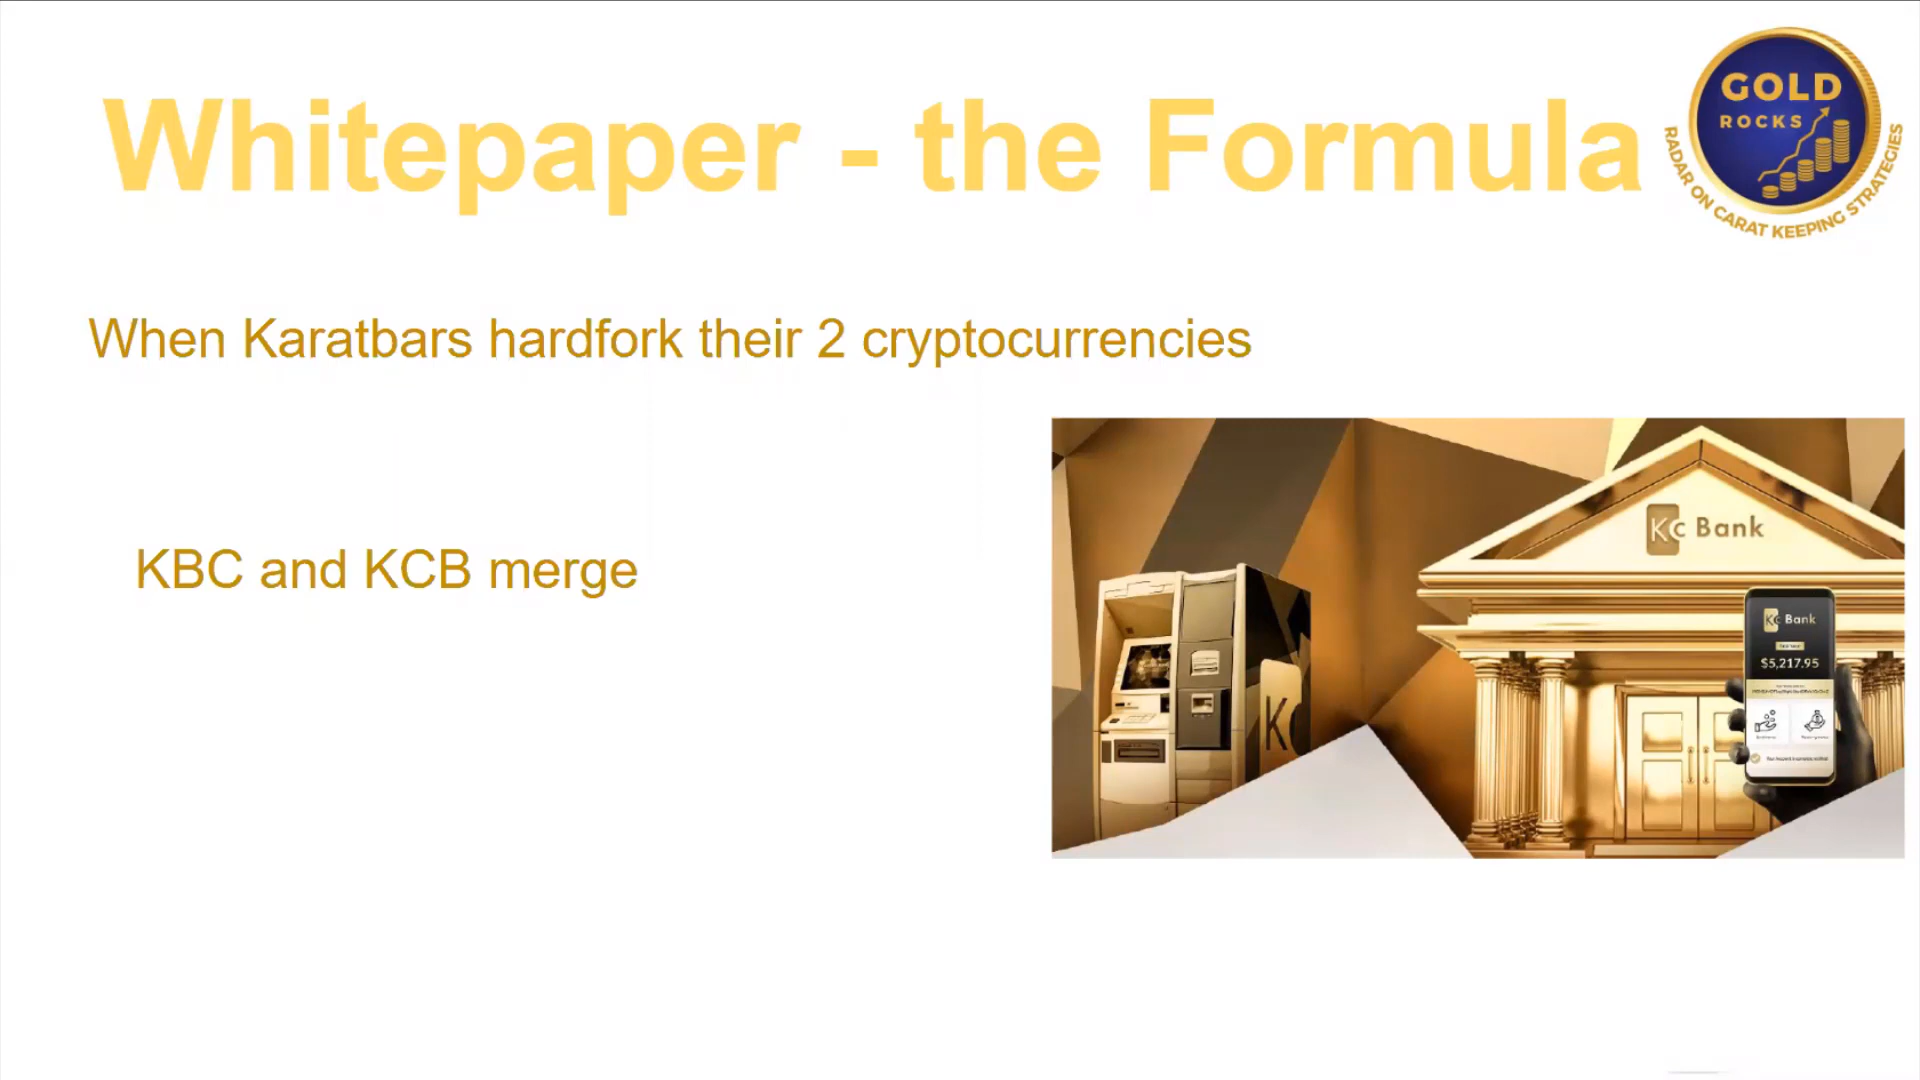 Whitepaper - the Formula
GOLD
ROCKS
RADAR ON CARAT KEEPING STRATEGIES
When Karatbars hardfork their 2 cryptocurrencies
KBC and KCB merge
Kc Bank
Kc Bank
$5,217.95
KC